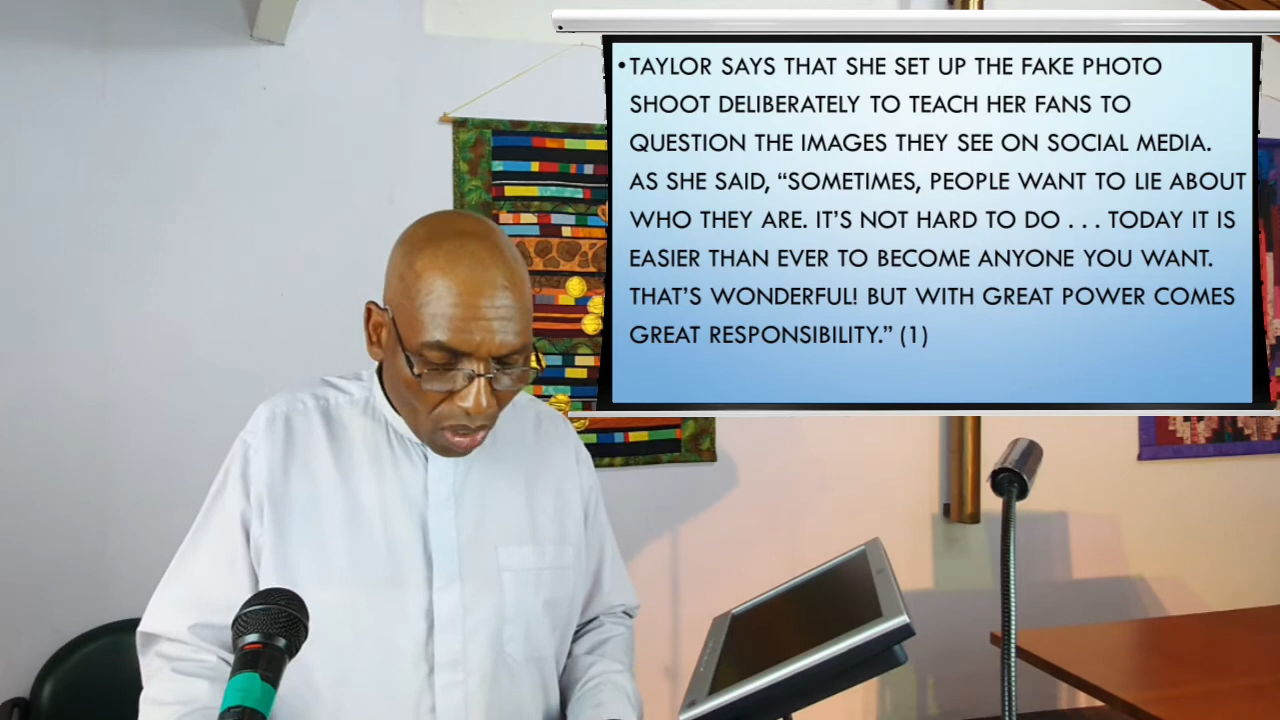 •TAYLOR SAYS THAT SHE SET UP THE FAKE PHOTO
SHOOT DELIBERATELY TO TEACH HER FANS TO
QUESTION THE IMAGES THEY SEE ON SOCIAL MEDIA.
AS SHE SAID, “SOMETIMES, PEOPLE WANT TO LIE ABOUT
WHO THEY ARE. IT’S NOT HARD TO DO . . . TODAY IT IS
EASIER THAN EVER TO BECOME ANYONE YOU WANT.
THAT’S WONDERFUL! BUT WITH GREAT POWER COMES
GREAT RESPONSIBILITY.” (1)